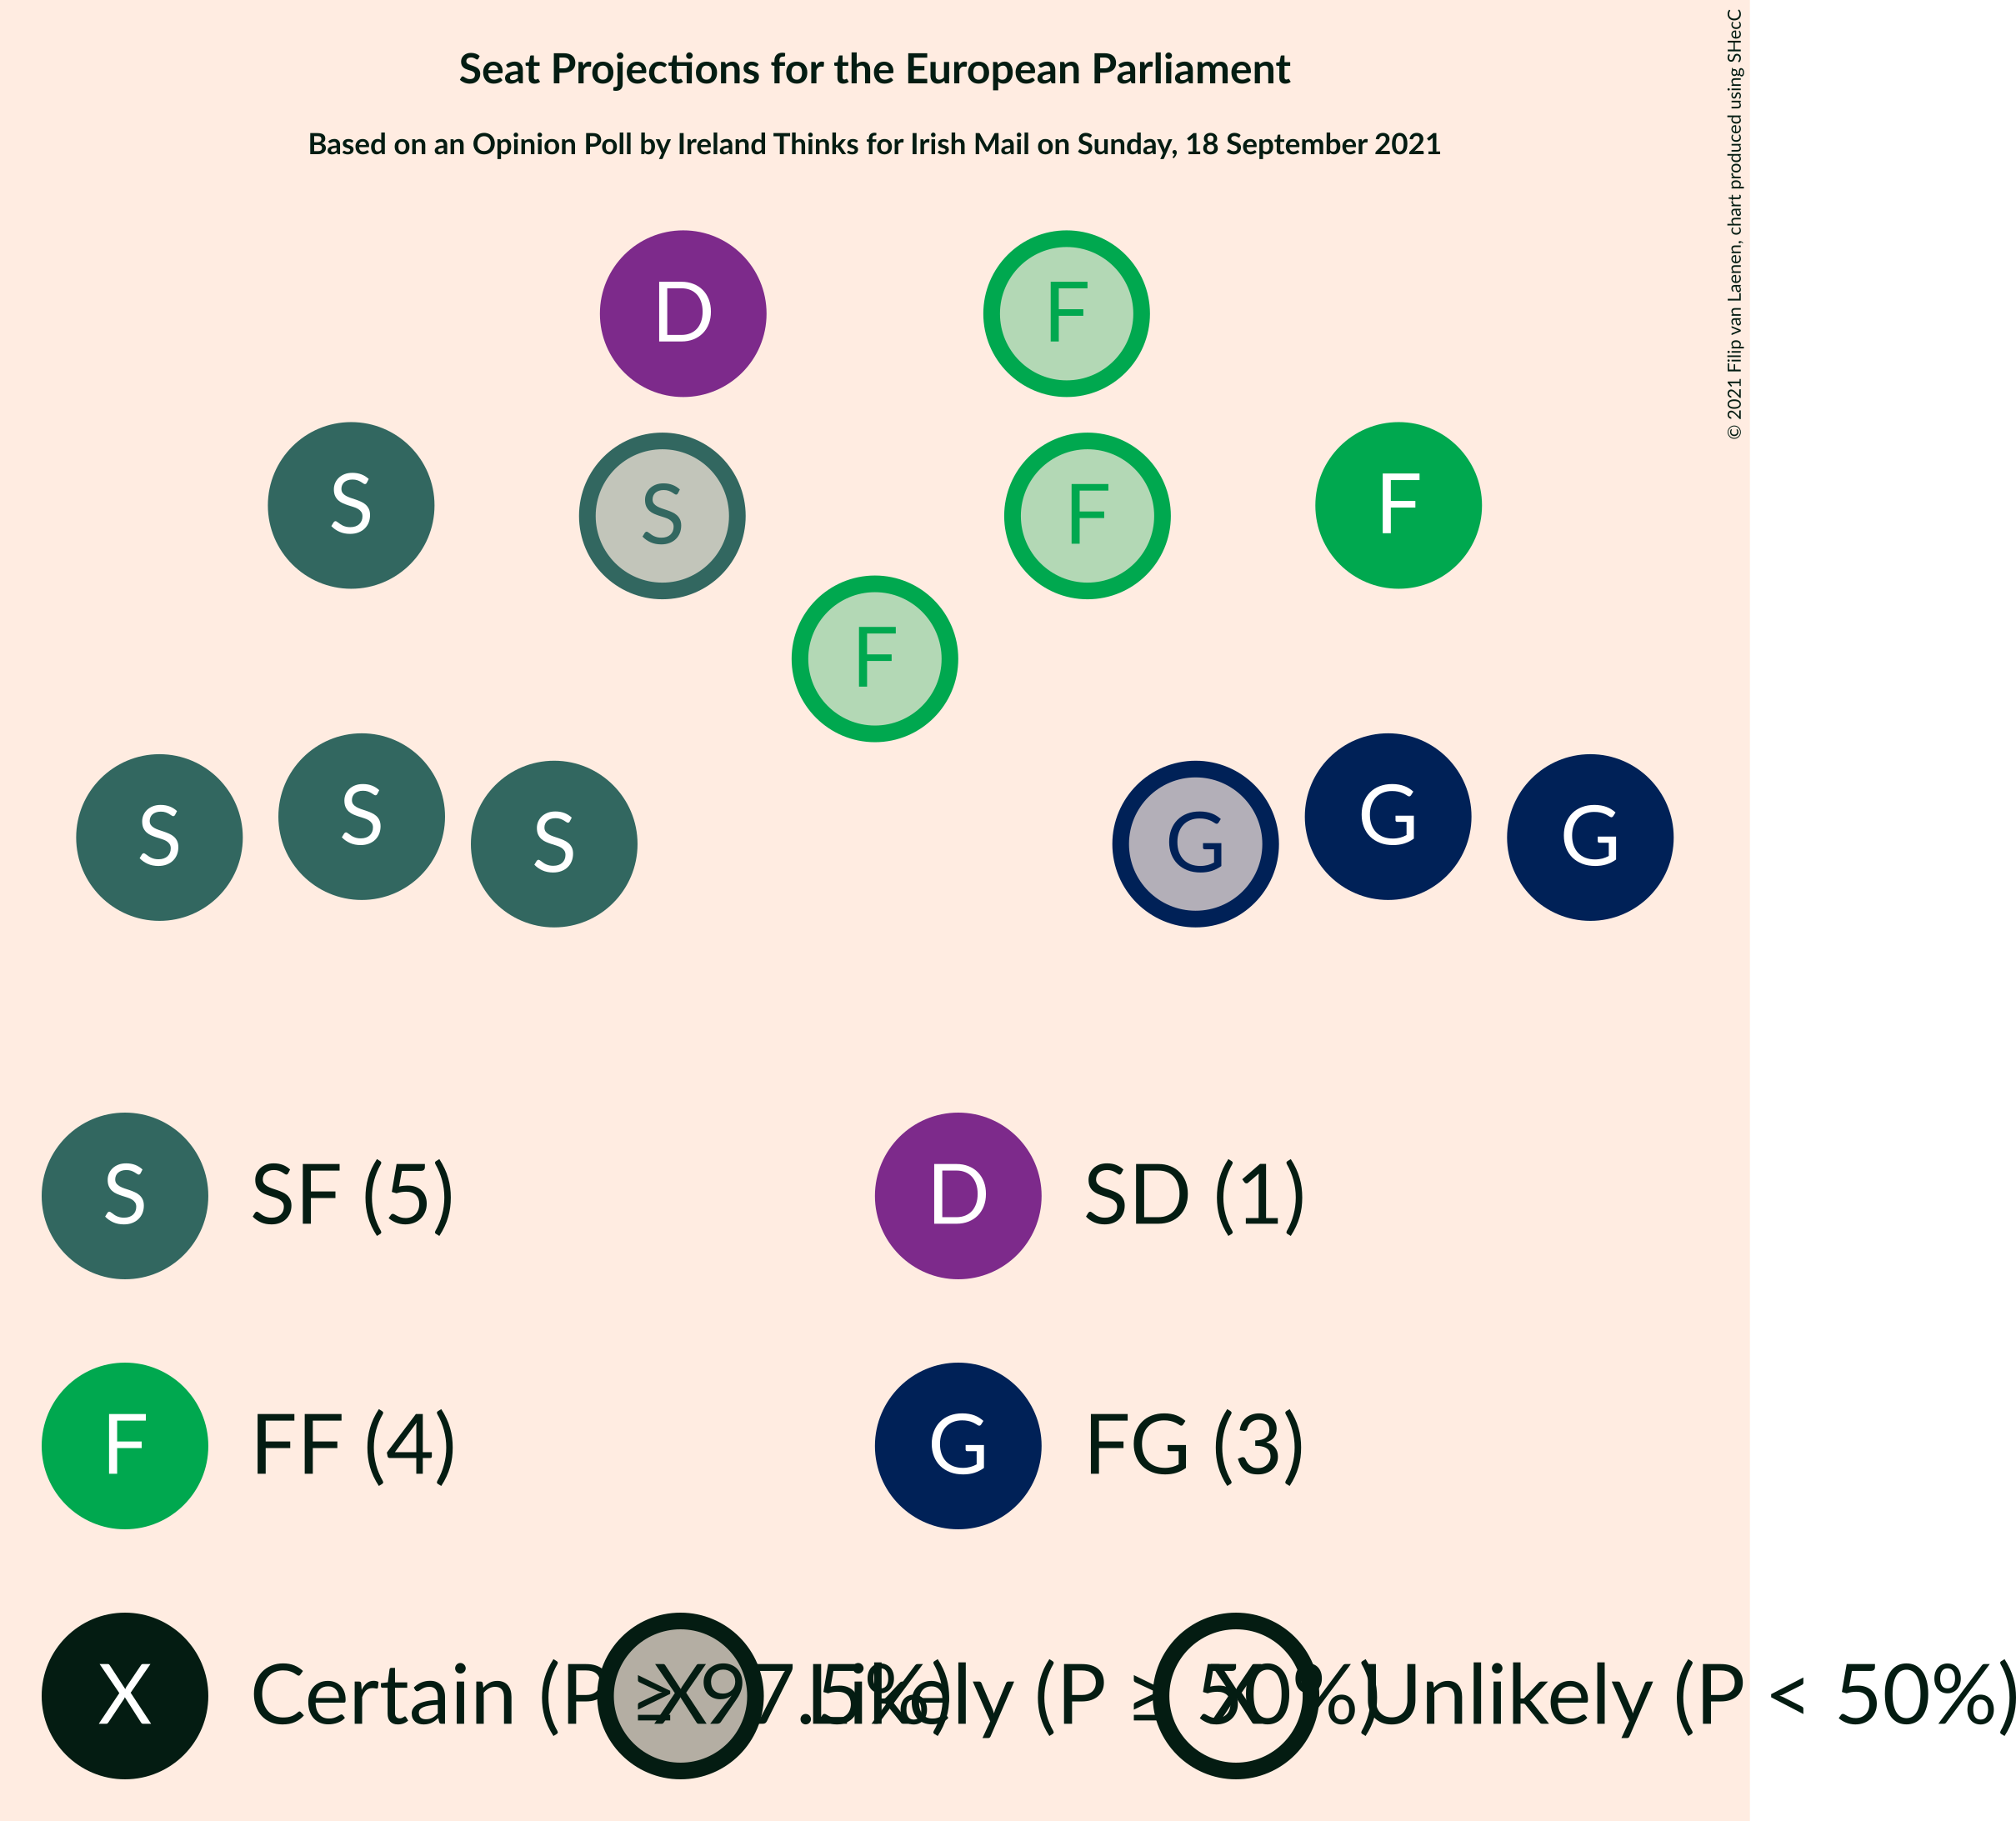 Seat Projections for the European Parliament
Based on an Opinion Poll by Ireland Thinks for Irish Mail on Sunday, 18 September 2021
© 2021 Filip van Laenen, chart produced using SHecC
D F
S S F F
F
S S S G G G
S SF (5) D SD (1)
F FF (4) G FG (3)
X Certain (P ≥ 97.5%) X Likely (P ≥ 50%) X Unlikely (P < 50%)